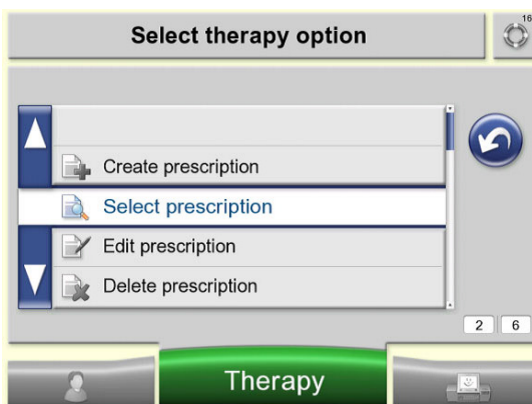 Select therapy option
16
Create prescription
Select prescription
Edit prescription
Delete prescription
2 6
Therapy